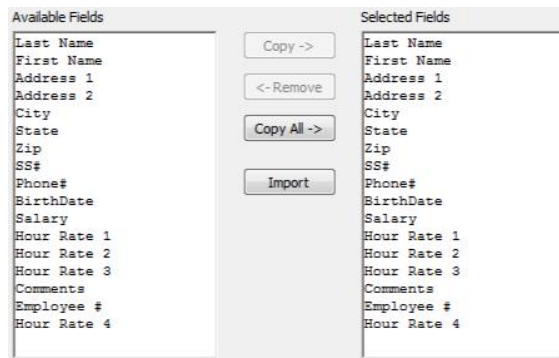 Available Fields
Last Name
First Name
Address 1
Address 2
City
State
Zip
SS#
Phone#
BirthDate
Salary
Hour Rate 1
Hour Rate 2
Hour Rate 3
Comments
Employee #
Hour Rate 4
Copy ->
<- Remove
Copy All ->
Import
Selected Fields
Last Name
First Name
Address 1
Address 2
City
State
Zip
SS#
Phone#
BirthDate
Salary
Hour Rate 1
Hour Rate 2
Hour Rate 3
Comments
Employee #
Hour Rate 4